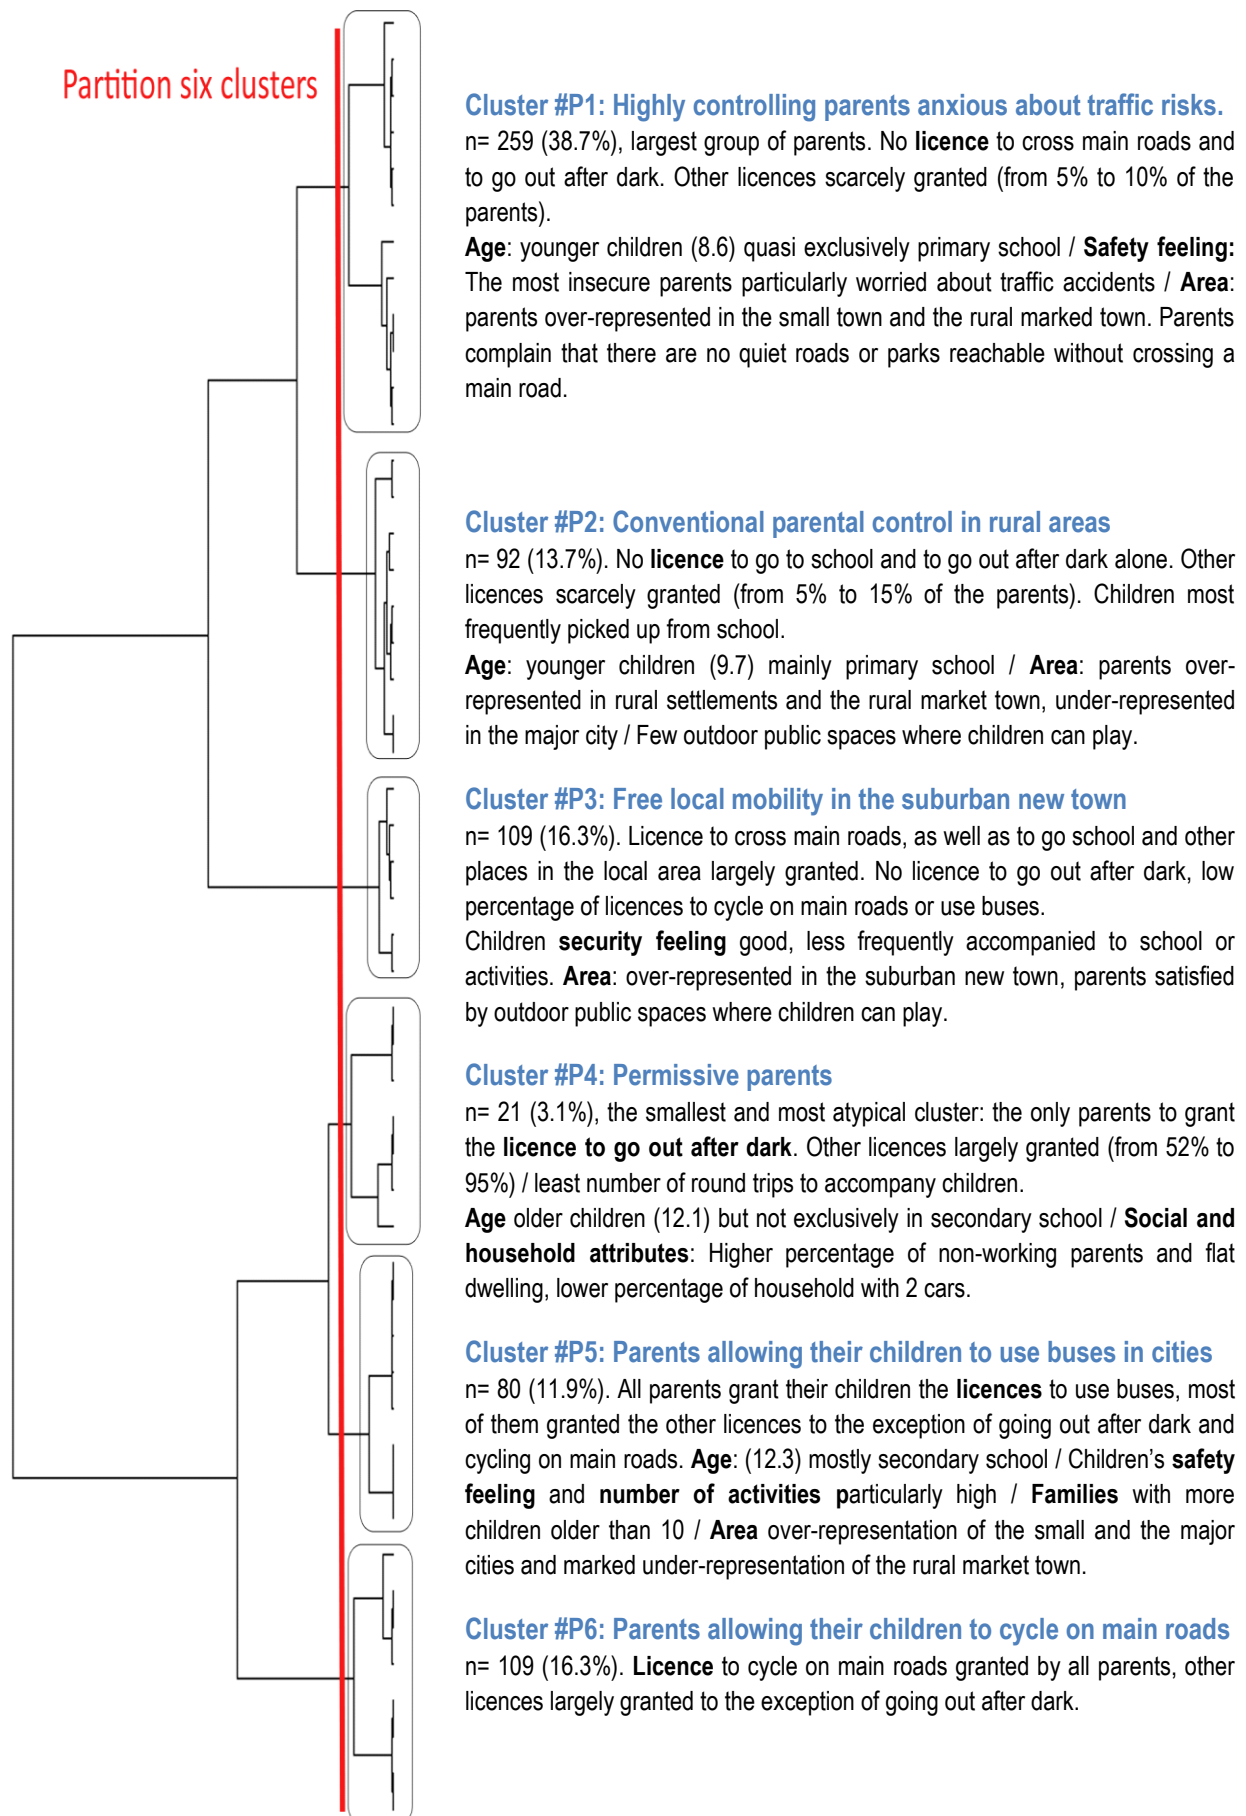 Partition six clusters
Cluster #P1: Highly controlling parents anxious about traffic risks.
n= 259 (38.7%), largest group of parents. No licence to cross main roads and
to go out after dark. Other licences scarcely granted (from 5% to 10% of the
parents).
Age: younger children (8.6) quasi exclusively primary school / Safety feeling:
The most insecure parents particularly worried about traffic accidents / Area:
parents over-represented in the small town and the rural marked town. Parents
complain that there are no quiet roads or parks reachable without crossing a
main road.
Cluster #P2: Conventional parental control in rural areas
n= 92 (13.7%). No licence to go to school and to go out after dark alone. Other
licences scarcely granted (from 5% to 15% of the parents). Children most
frequently picked up from school.
Age: younger children (9.7) mainly primary school / Area: parents over-
represented in rural settlements and the rural market town, under-represented
in the major city / Few outdoor public spaces where children can play.
Cluster #P3: Free local mobility in the suburban new town
n= 109 (16.3%). Licence to cross main roads, as well as to go school and other
places in the local area largely granted. No licence to go out after dark, low
percentage of licences to cycle on main roads or use buses.
Children security feeling good, less frequently accompanied to school or
activities. Area: over-represented in the suburban new town, parents satisfied
by outdoor public spaces where children can play.
Cluster #P4: Permissive parents
n= 21 (3.1%), the smallest and most atypical cluster: the only parents to grant
the licence to go out after dark. Other licences largely granted (from 52% to
95%) / least number of round trips to accompany children.
Age older children (12.1) but not exclusively in secondary school / Social and
household attributes: Higher percentage of non-working parents and flat
dwelling, lower percentage of household with 2 cars.
Cluster #P5: Parents allowing their children to use buses in cities
n= 80 (11.9%). All parents grant their children the licences to use buses, most
of them granted the other licences to the exception of going out after dark and
cycling on main roads. Age: (12.3) mostly secondary school / Children's safety
feeling and number of activities particularly high / Families with more
children older than 10 / Area over-representation of the small and the major
cities and marked under-representation of the rural market town.
Cluster #P6: Parents allowing their children to cycle on main roads
n= 109 (16.3%). Licence to cycle on main roads granted by all parents, other
licences largely granted to the exception of going out after dark.